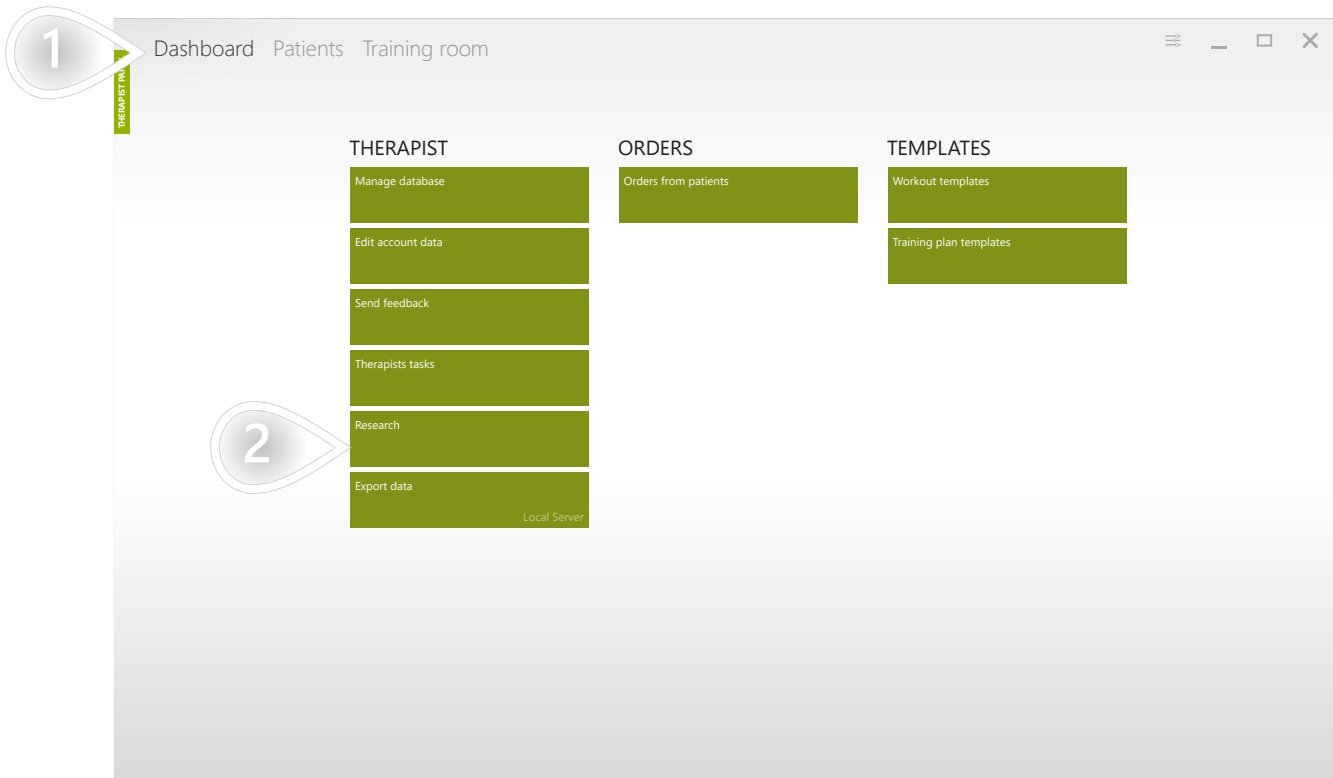 1
Dashboard Patients Training room
THERAPIST
THERAPIST ORDERS TEMPLATES
Manage database Orders from patients Workout templates
Edit account data Training plan templates
Send feedback
Therapists tasks
2
Research
Export data
Local Server